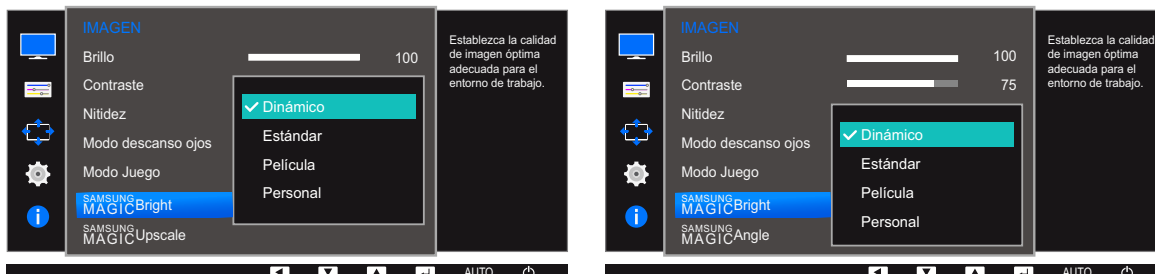 IMAGEN
Brillo 100
Contraste
Nitidez
Modo descanso ojos
Modo Juego
SAMSUNG
MAGIC Bright
SAMSUNG
MAGIC Upscale
Dinámico
Estándar
Película
Personal
Establezca la calidad
de imagen óptima
adecuada para el
entorno de trabajo.
AUTO
IMAGEN
Brillo 100
Contraste 75
Nitidez
Modo descanso ojos
Modo Juego
SAMSUNG
MAGIC Bright
SAMSUNG
MAGIC Angle
Dinámico
Estándar
Película
Personal
Establezca la calidad
de imagen óptima
adecuada para el
entorno de trabajo.
AUTO